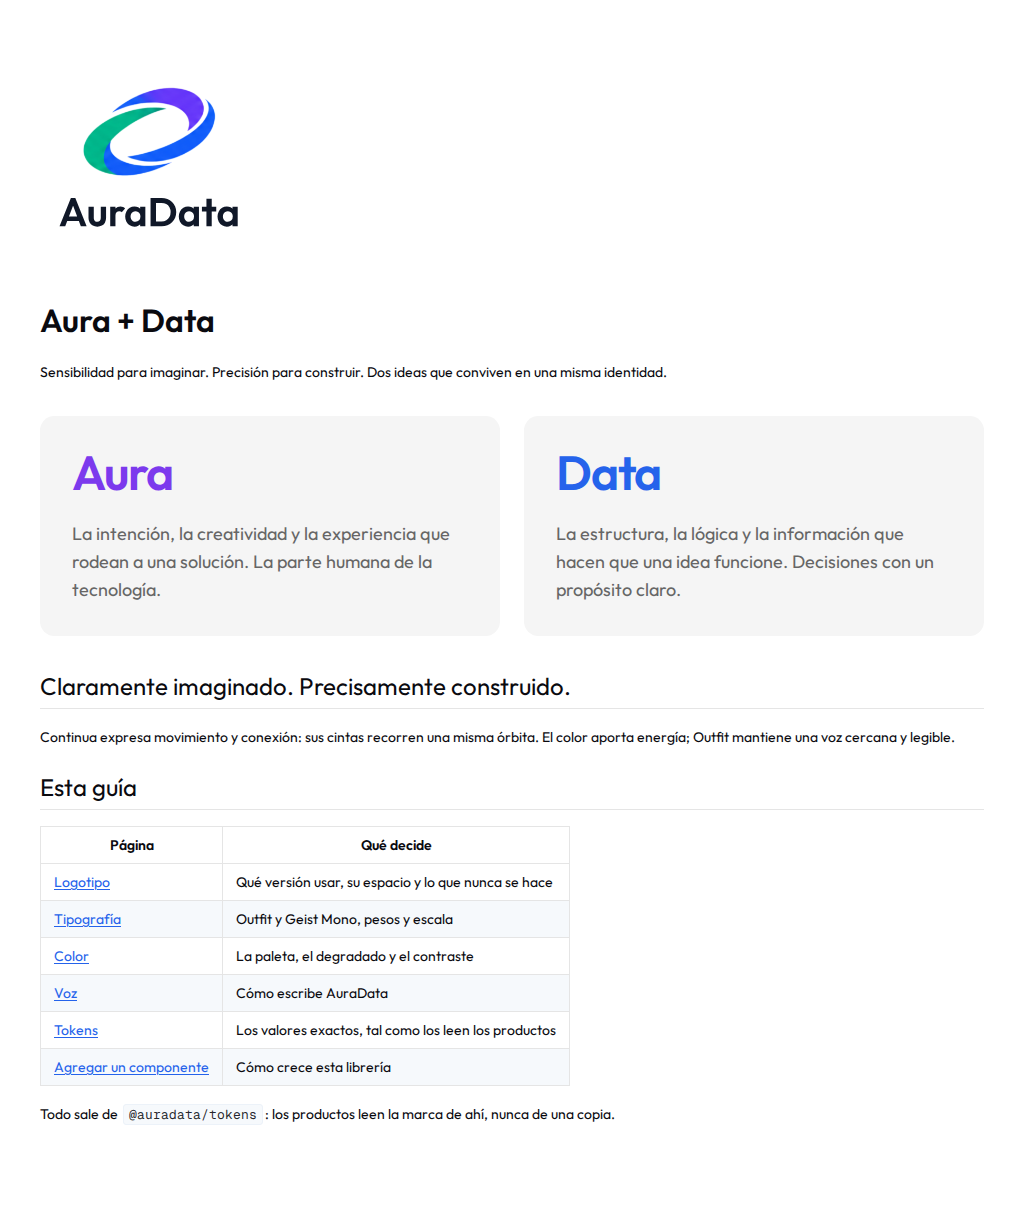 AuraData
Aura + Data
Sensibilidad para imaginar. Precisión para construir. Dos ideas que conviven en una misma identidad.
Aura
La intención, la creatividad y la experiencia que
rodean a una solución. La parte humana de la
tecnología.
Data
La estructura, la lógica y la información que
hacen que una idea funcione. Decisiones con un
propósito claro.
Claramente imaginado. Precisamente construido.
Continua expresa movimiento y conexión: sus cintas recorren una misma órbita. El color aporta energía; Outfit mantiene una voz cercana y legible.
Esta guía
Página Qué decide
Logotipo Qué versión usar, su espacio y lo que nunca se hace
Tipografía Outfit y Geist Mono, pesos y escala
Color La paleta, el degradado y el contraste
Voz Cómo escribe AuraData
Tokens Los valores exactos, tal como los leen los productos
Agregar un componente Cómo crece esta librería
Todo sale de @auradata/tokens : los productos leen la marca de ahí, nunca de una copia.